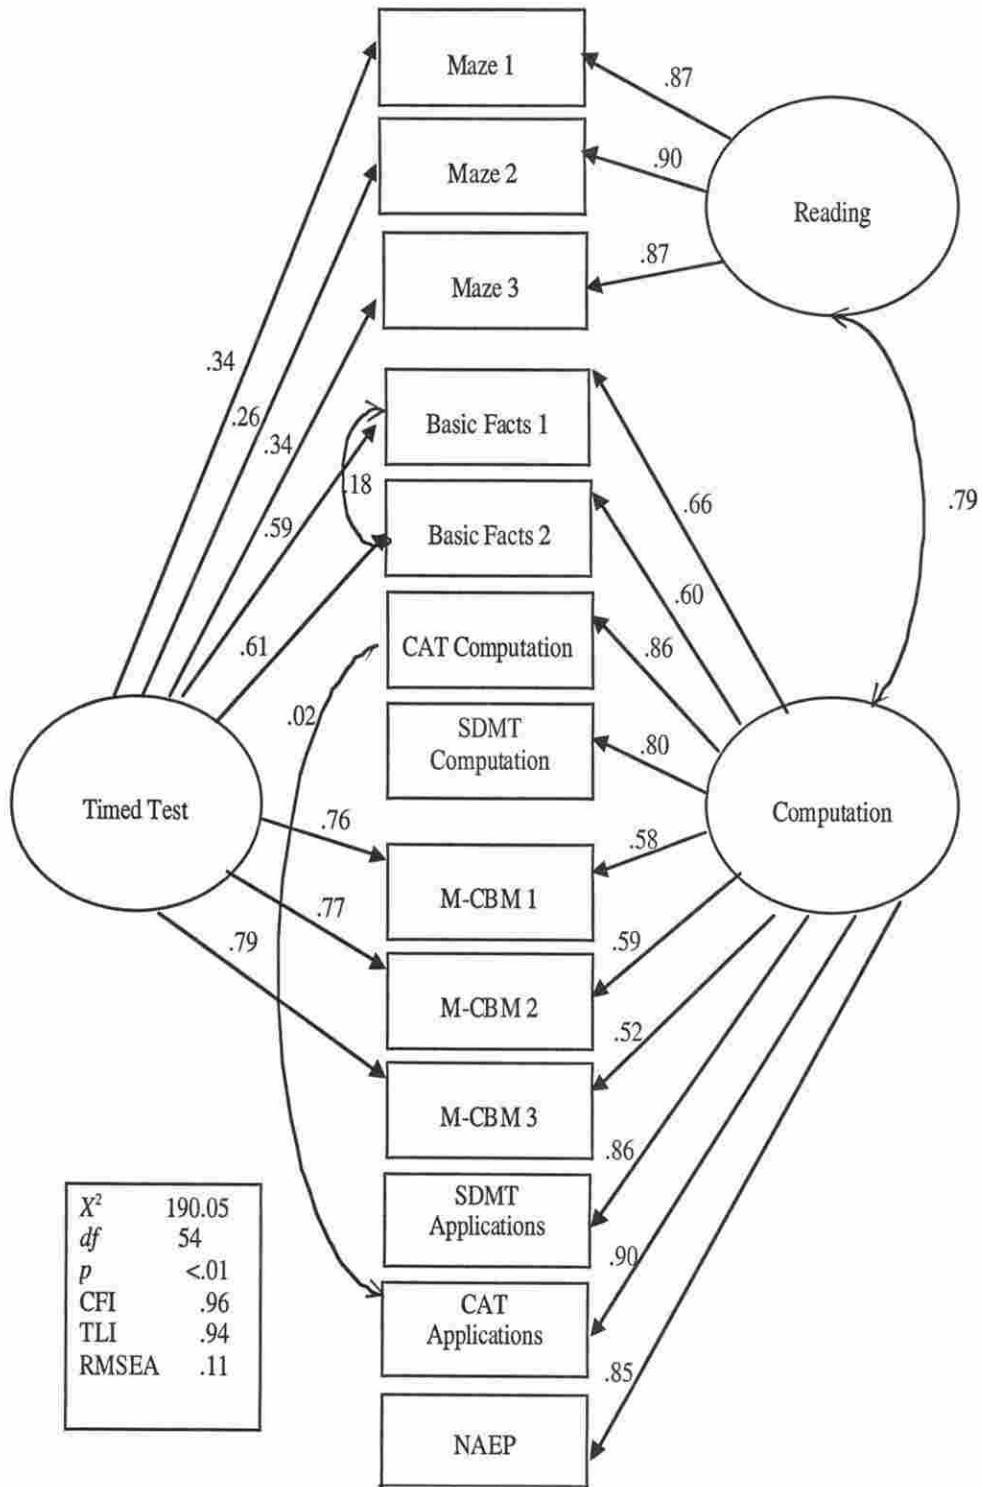 Maze 1
.87
Maze 2
.90
Reading
Maze 3
.87
.34
.26
.34
Basic Facts 1
.18
.59
.66
.79
Basic Facts 2
.60
.61
CAT Computation
.86
.02
SDMT
Computation
.80
Timed Test
Computation
.76
.58
M-CBM 1
.77
.59
.79
M-CBM 2
.52
M-CBM 3
.86
SDMT
Applications
.90
CAT
Applications
.85
NAEP
X² 190.05
df 54
p <.01
CFI .96
TLI .94
RMSEA .11